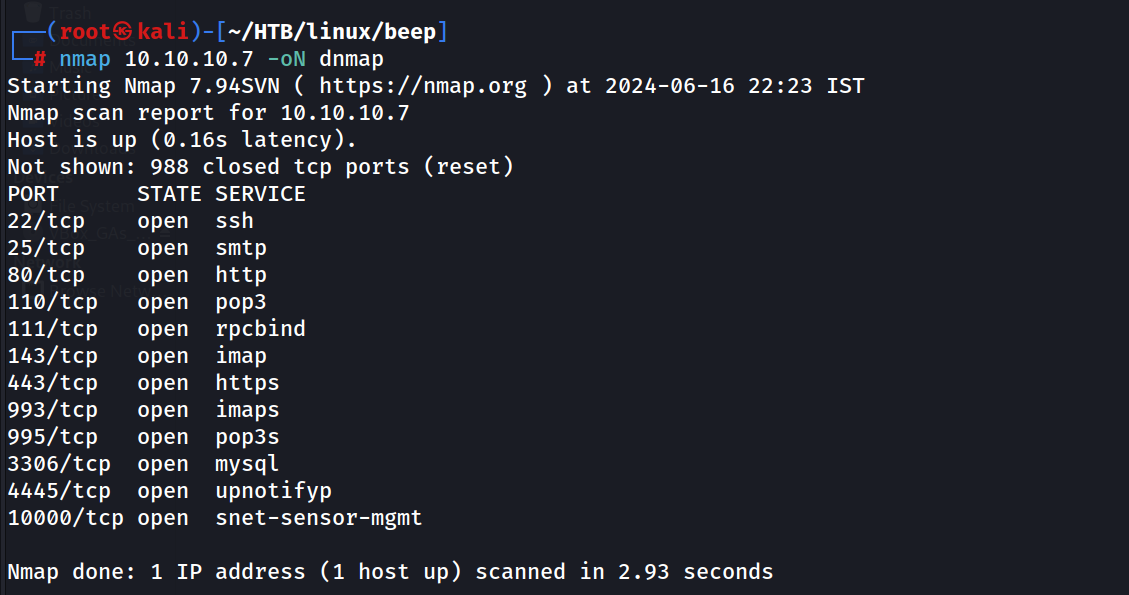 Trash
┌──(root㉿kali)-[~/HTB/linux/beep]
└─# nmap 10.10.10.7 -oN dnmap
Starting Nmap 7.94SVN ( https://nmap.org ) at 2024-06-16 22:23 IST
Nmap scan report for 10.10.10.7
Host is up (0.16s latency).
Not shown: 988 closed tcp ports (reset)
PORT      STATE SERVICE
File System
22/tcp    open  ssh
25/tcp    open  smtp
80/tcp    open  http
110/tcp   open  pop3
111/tcp   open  rpcbind
143/tcp   open  imap
443/tcp   open  https
993/tcp   open  imaps
995/tcp   open  pop3s
3306/tcp  open  mysql
4445/tcp  open  upnotifyp
10000/tcp open  snet-sensor-mgmt
Nmap done: 1 IP address (1 host up) scanned in 2.93 seconds